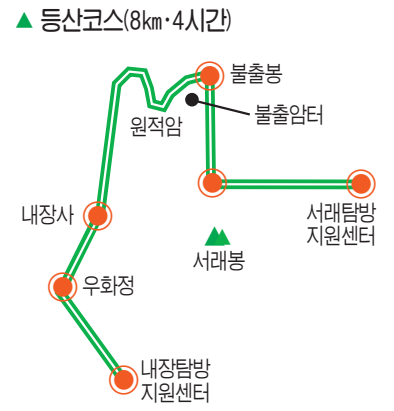 ▲ 등산코스(8㎞·4시간)
불출봉
불출암터
원적암
내장사
서래탐방
지원센터
서래봉
우화정
내장탐방
지원센터